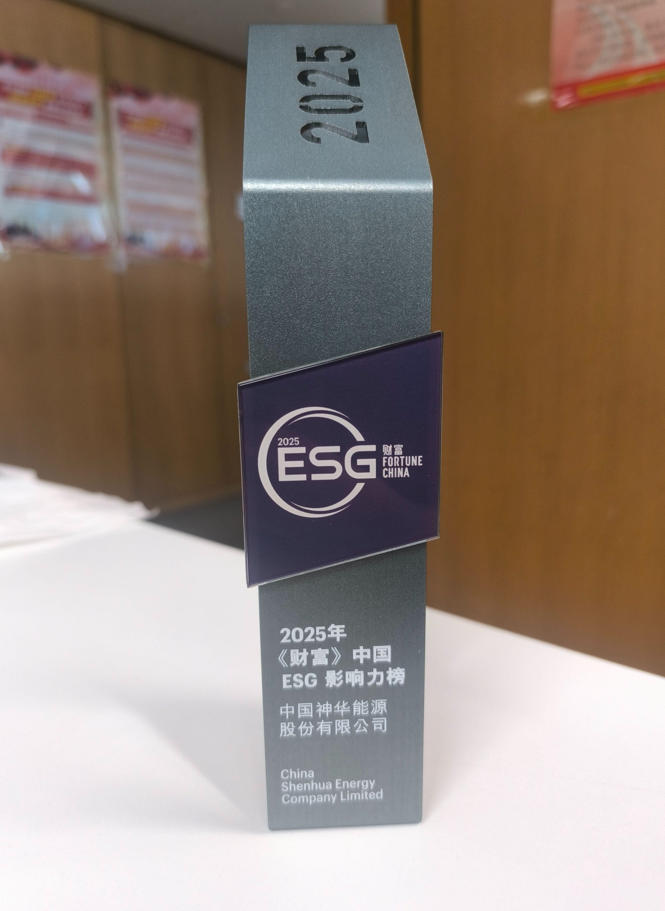 2025
2025
ESG
财富
FORTUNE
CHINA
2025年
《财富》中国
ESG 影响力榜
中国神华能源
股份有限公司
China
Shenhua Energy
Company Limited